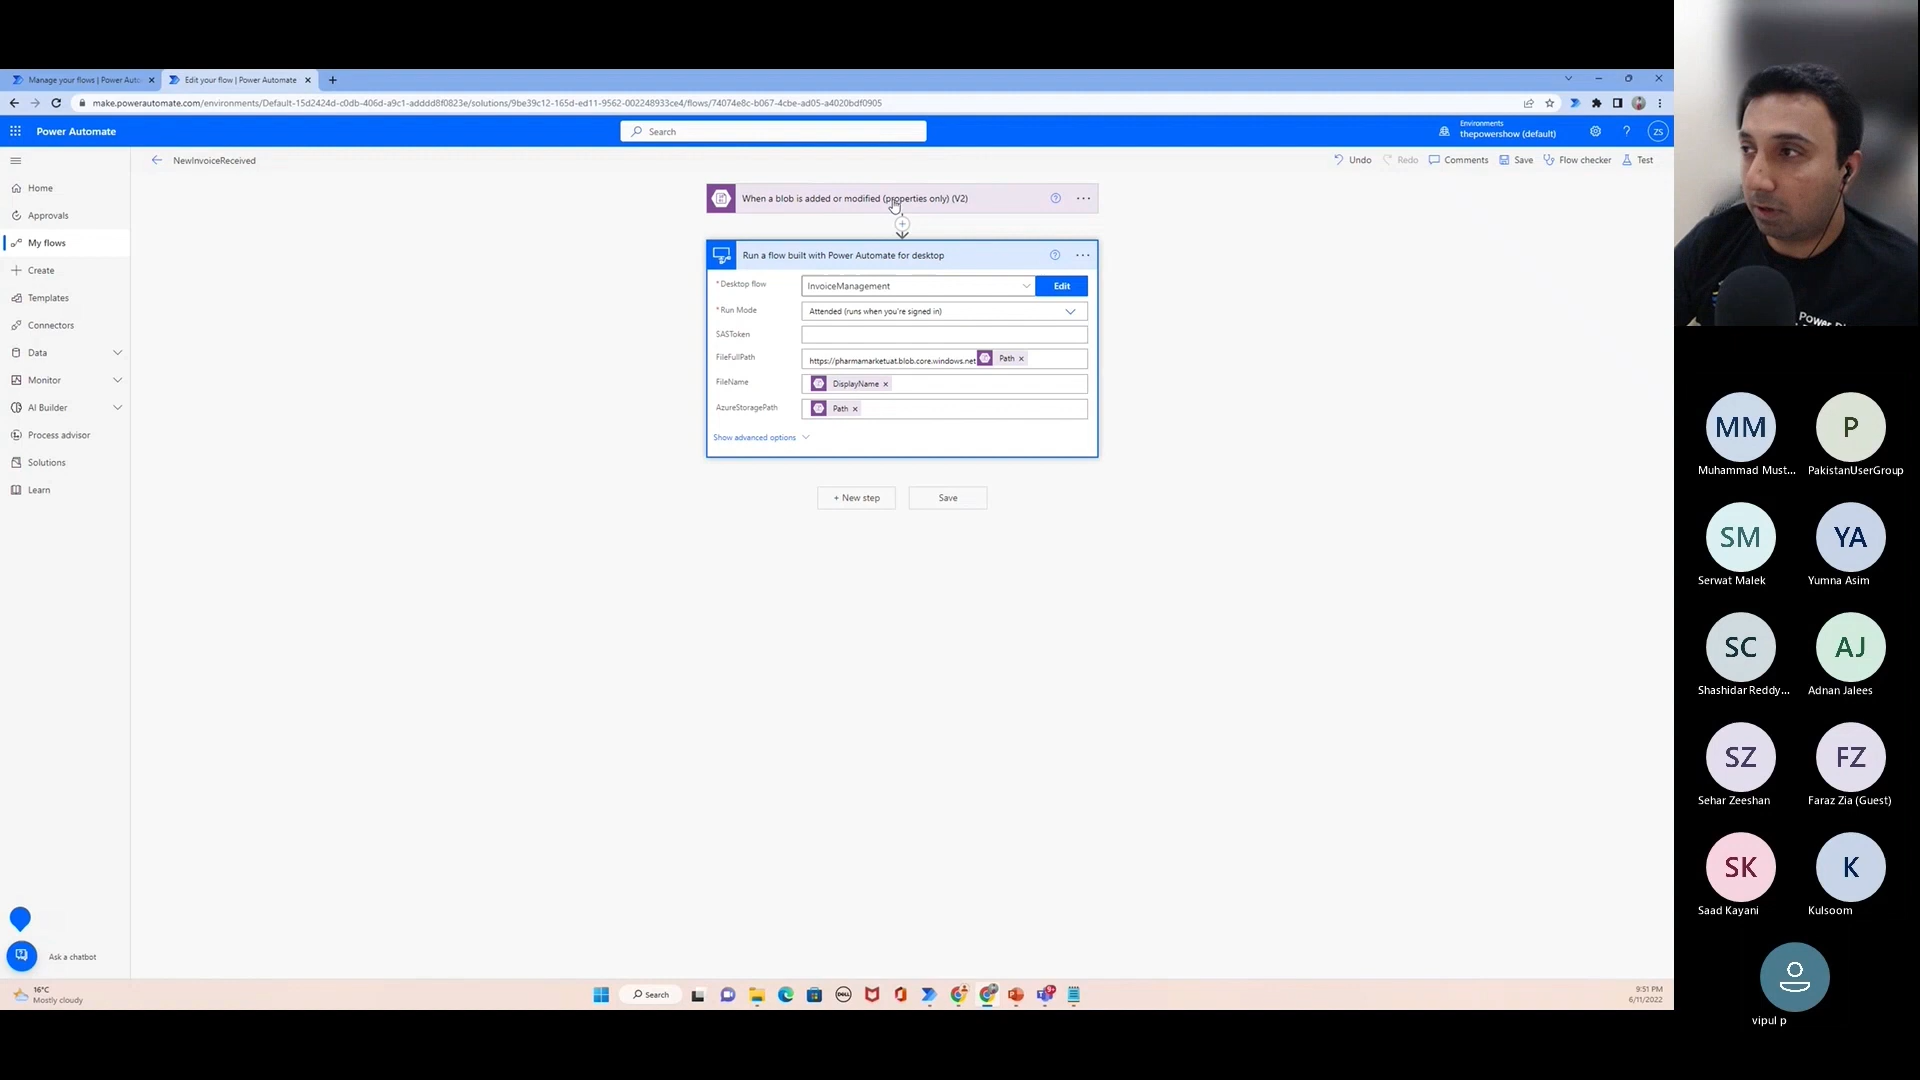 Manage your flows | Power Auto
Edit your flow | Power Automate
make.powerautomate.com/environments/Default-15d2424d-c0db-406d-a9c1-adddd8f0823e/solutions/9be39c12-165d-ed11-9562-002248933ce4/flows/74074e8c-b067-4cbe-ad05-a4020bdf0905
Power Automate
Search
Environments
thepowershow (default)
ZS
NewInvoiceReceived
Undo
Redo
Comments
Save
Flow checker
Test
Home
Approvals
My flows
Create
Templates
Connectors
Data
Monitor
AI Builder
Process advisor
Solutions
Learn
Ask a chatbot
When a blob is added or modified (properties only) (V2)
Run a flow built with Power Automate for desktop
* Desktop flow
InvoiceManagement
Edit
* Run Mode
Attended (runs when you're signed in)
SASToken
FileFullPath
https://pharmamarketuat.blob.core.windows.net Path
FileName
DisplayName
AzureStoragePath
Path
Show advanced options
+ New step
Save
16°C
Mostly cloudy
Search
9:51 PM
6/11/2022
Power
MM
Muhammad Must...
P
PakistanUserGroup
SM
Serwat Malek
YA
Yumna Asim
SC
Shashidar Reddy...
AJ
Adnan Jalees
SZ
Sehar Zeeshan
FZ
Faraz Zia (Guest)
SK
Saad Kayani
K
Kulsoom
vipul p